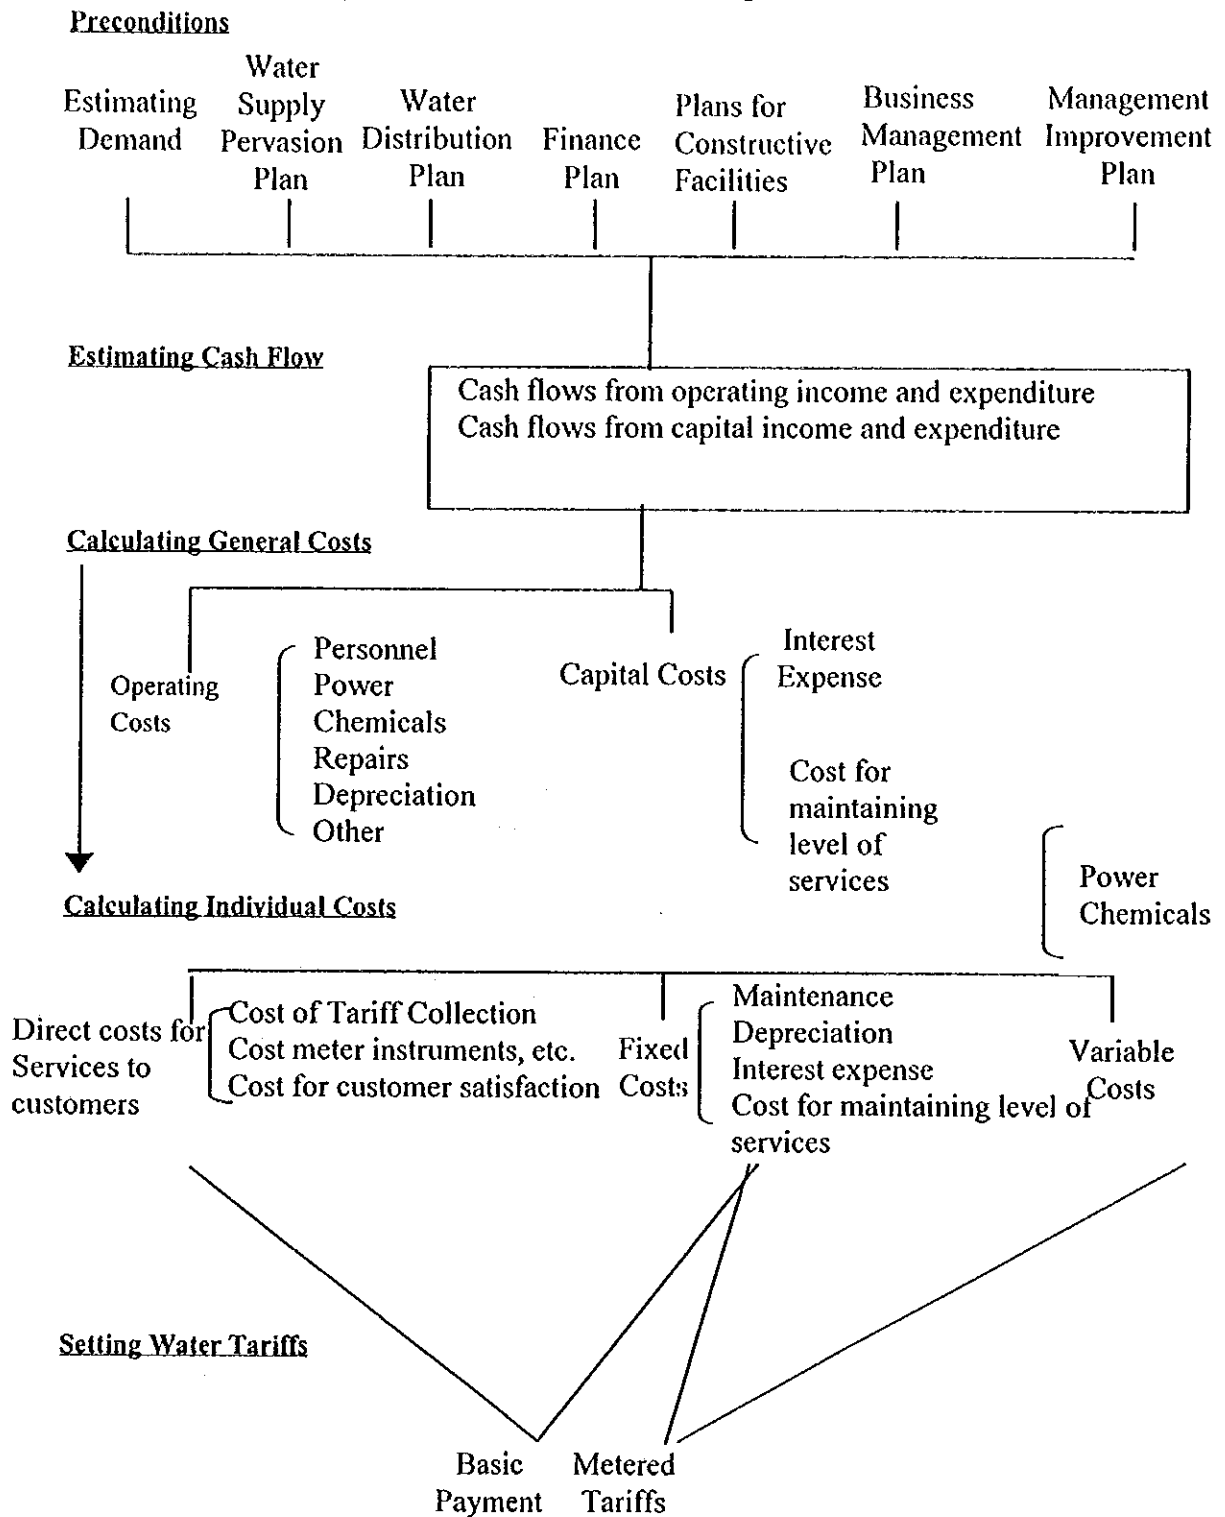 Preconditions
Estimating
Demand
Water
Supply
Pervasion
Plan
Water
Distribution
Plan
Finance
Plan
Plans for
Constructive
Facilities
Business
Management
Plan
Management
Improvement
Plan
Estimating Cash Flow
Cash flows from operating income and expenditure
Cash flows from capital income and expenditure
Calculating General Costs
Operating
Costs
Personnel
Power
Chemicals
Repairs
Depreciation
Other
Capital Costs
Interest
Expense
Cost for
maintaining
level of
services
Calculating Individual Costs
Direct costs for
Services to
customers
Cost of Tariff Collection
Cost meter instruments, etc.
Cost for customer satisfaction
Fixed
Costs
Maintenance
Depreciation
Interest expense
Cost for maintaining level of
services
Power
Chemicals
Variable
Costs
Setting Water Tariffs
Basic
Payment
Metered
Tariffs